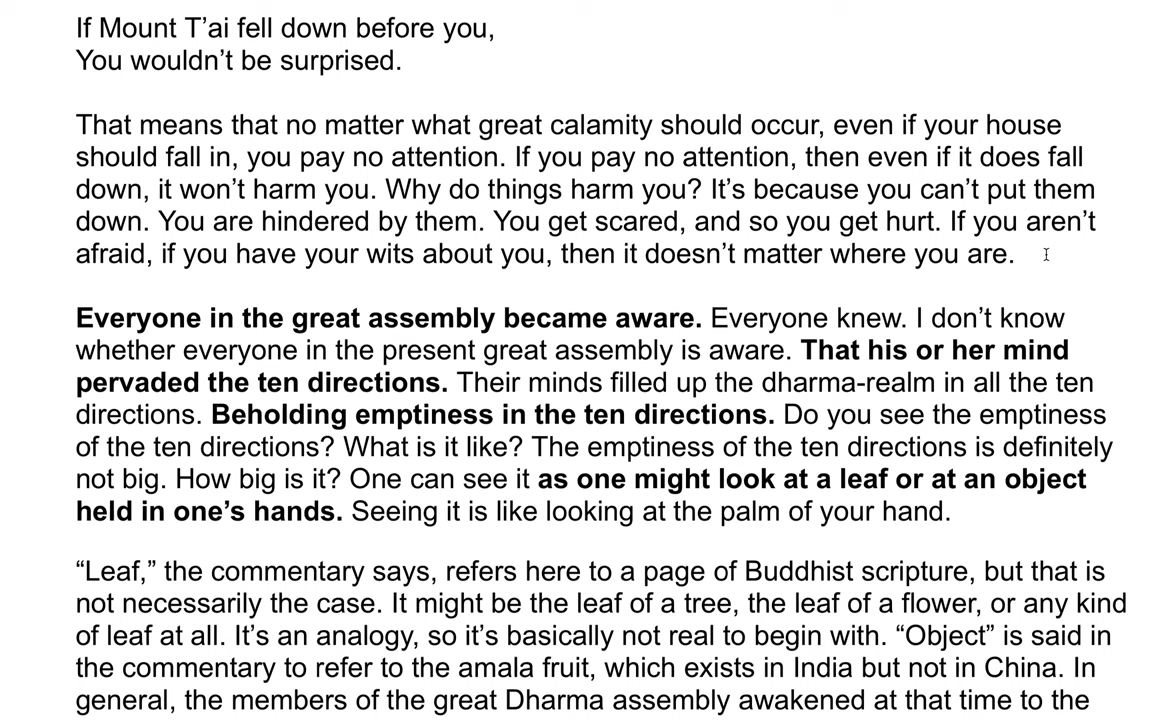 If Mount T’ai fell down before you,
You wouldn’t be surprised.
That means that no matter what great calamity should occur, even if your house
should fall in, you pay no attention. If you pay no attention, then even if it does fall
down, it won’t harm you. Why do things harm you? It’s because you can’t put them
down. You are hindered by them. You get scared, and so you get hurt. If you aren’t
afraid, if you have your wits about you, then it doesn’t matter where you are.
Everyone in the great assembly became aware. Everyone knew. I don’t know
whether everyone in the present great assembly is aware. That his or her mind
pervaded the ten directions. Their minds filled up the dharma-realm in all the ten
directions. Beholding emptiness in the ten directions. Do you see the emptiness
of the ten directions? What is it like? The emptiness of the ten directions is definitely
not big. How big is it? One can see it as one might look at a leaf or at an object
held in one’s hands. Seeing it is like looking at the palm of your hand.
“Leaf,” the commentary says, refers here to a page of Buddhist scripture, but that is
not necessarily the case. It might be the leaf of a tree, the leaf of a flower, or any kind
of leaf at all. It’s an analogy, so it’s basically not real to begin with. “Object” is said in
the commentary to refer to the amala fruit, which exists in India but not in China. In
general, the members of the great Dharma assembly awakened at that time to the